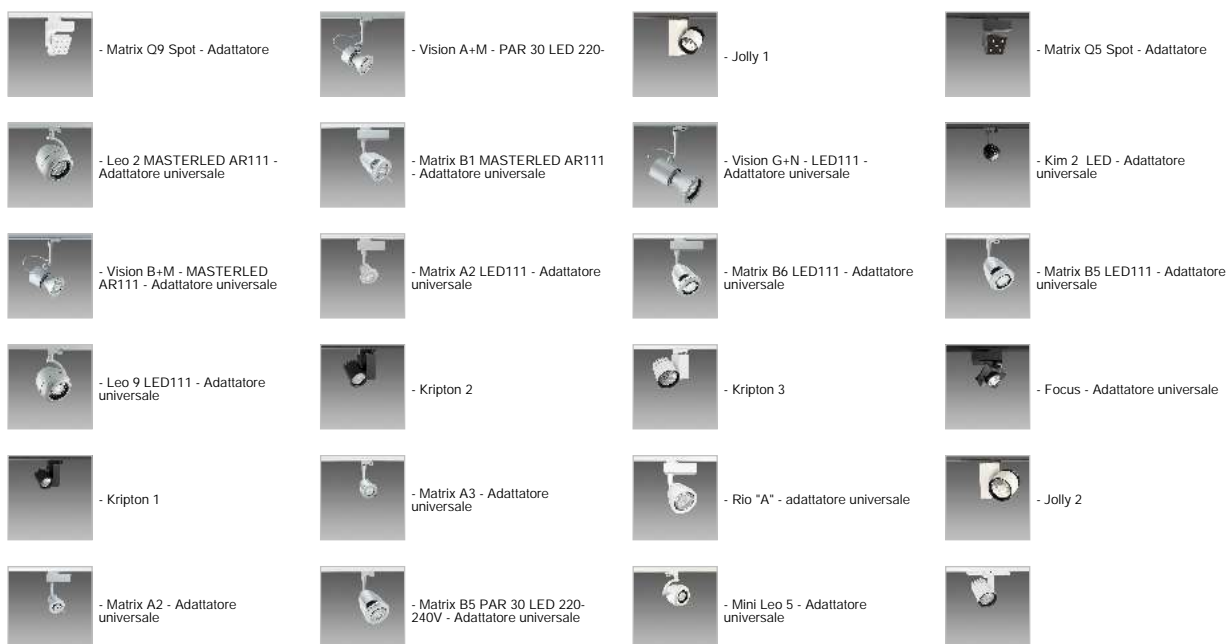 - Matrix Q9 Spot - Adattatore
- Vision A+M - PAR 30 LED 220-
- Jolly 1
- Matrix Q5 Spot - Adattatore
- Leo 2 MASTERLED AR111 -
Adattatore universale
- Matrix B1 MASTERLED AR111
- Adattatore universale
- Vision G+N - LED111 -
Adattatore universale
- Kim 2 LED - Adattatore
universale
- Vision B+M - MASTERLED
AR111 - Adattatore universale
- Matrix A2 LED111 - Adattatore
universale
- Matrix B6 LED111 - Adattatore
universale
- Matrix B5 LED111 - Adattatore
universale
- Leo 9 LED111 - Adattatore
universale
- Kripton 2
- Kripton 3
- Focus - Adattatore universale
- Kripton 1
- Matrix A3 - Adattatore
universale
- Rio "A" - adattatore universale
- Jolly 2
- Matrix A2 - Adattatore
universale
- Matrix B5 PAR 30 LED 220-
240V - Adattatore universale
- Mini Leo 5 - Adattatore
universale